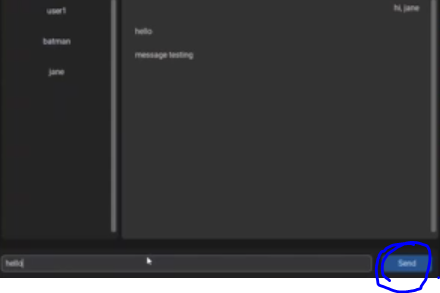 user1
batman
jane
hi, jane
hello
message testing
hello
Send